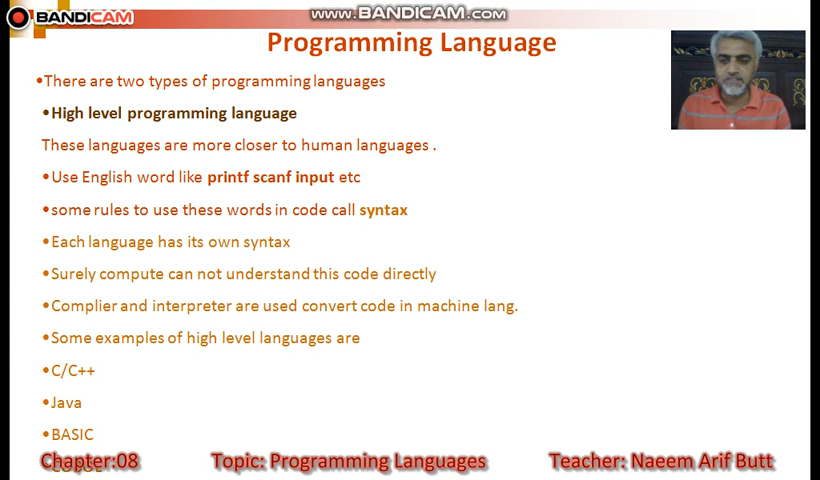 BANDICAM
WWW.BANDICAM.COM
Programming Language
•There are two types of programming languages
•High level programming language
These languages are more closer to human languages .
•Use English word like printf scanf input etc
•some rules to use these words in code call syntax
•Each language has its own syntax
•Surely compute can not understand this code directly
•Complier and interpreter are used convert code in machine lang.
•Some examples of high level languages are
•C/C++
•Java
•BASIC
Chapter:08 Topic: Programming Languages Teacher: Naeem Arif Butt